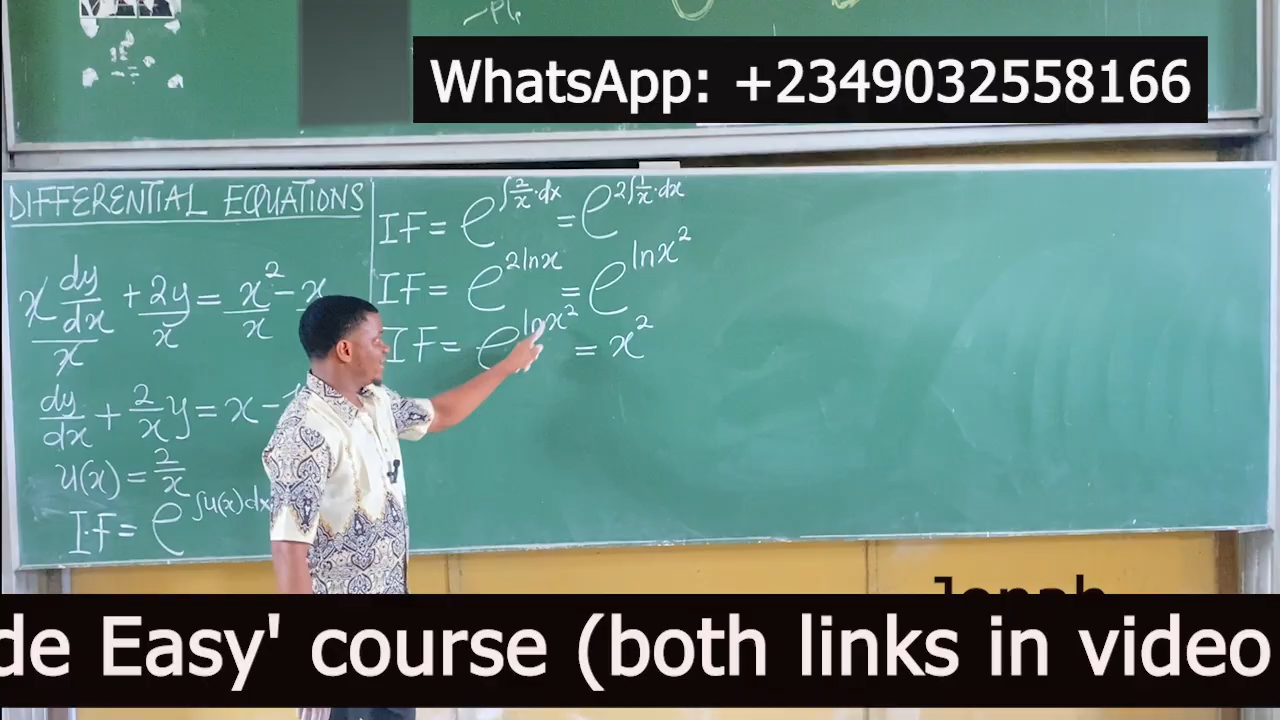 WhatsApp: +2349032558166
DIFFERENTIAL EQUATIONS
x dy/dx / x + 2y/x = x² - x / x
dy/dx + 2/x y = x -
u(x) = 2/x
I.F = e^∫u(x)dx
IF = e^∫2/x·dx = e^2∫1/x·dx
IF = e^2lnx = e^lnx²
IF = e^lnx² = x²
Jonah
de Easy' course (both links in video